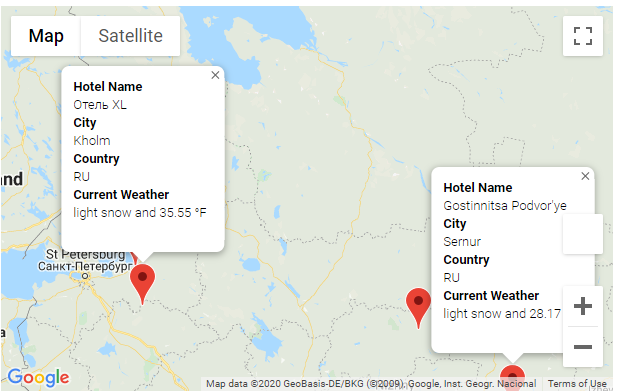 Map
Satellite
Hotel Name
Отель XL
City
Kholm
Country
RU
Current Weather
light snow and 35.55 °F
Hotel Name
Gostinnitsa Podvor'ye
City
Sernur
Country
RU
Current Weather
light snow and 28.17
nd
St Petersburg
Санкт-Петербург
a
Google
Map data ©2020 GeoBasis-DE/BKG (©2009), Google, Inst. Geogr. Nacional
Terms of Use